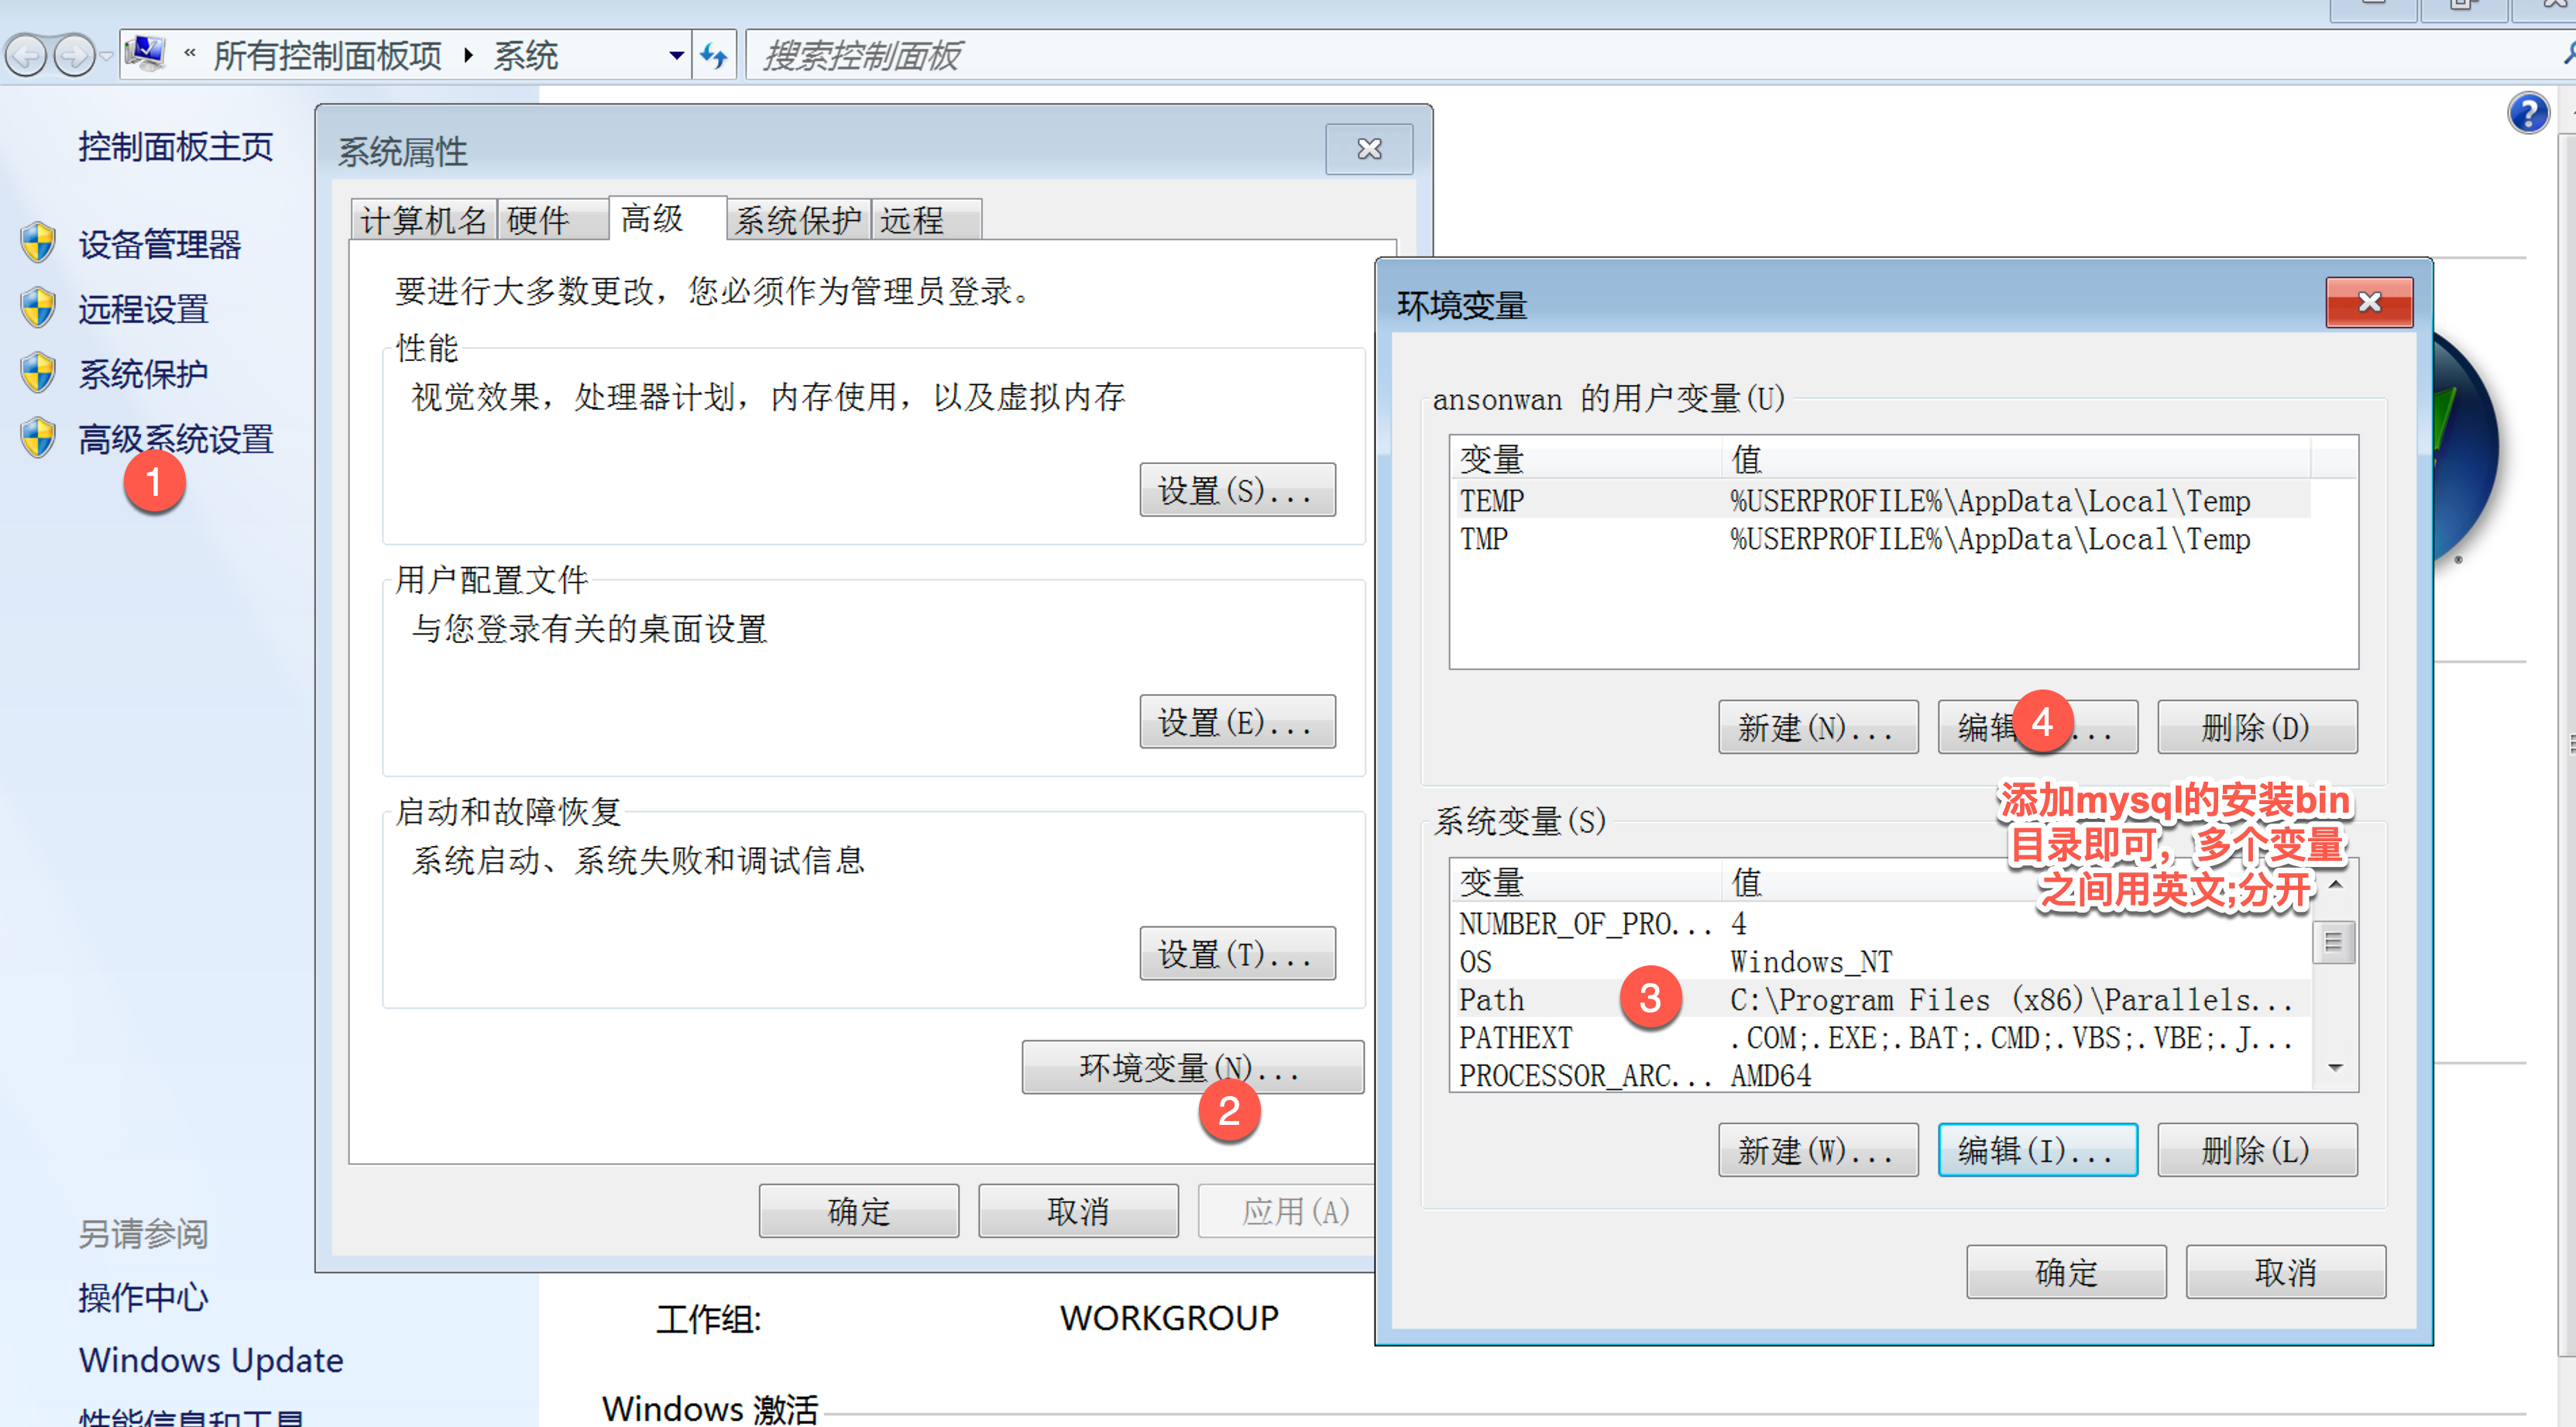 « 所有控制面板项 ▸ 系统
搜索控制面板
控制面板主页
设备管理器
远程设置
系统保护
高级系统设置
1
另请参阅
操作中心
Windows Update
性能信息和工具
系统属性
计算机名 硬件 高级 系统保护 远程
要进行大多数更改，您必须作为管理员登录。
性能
视觉效果，处理器计划，内存使用，以及虚拟内存
设置(S)...
用户配置文件
与您登录有关的桌面设置
设置(E)...
启动和故障恢复
系统启动、系统失败和调试信息
设置(T)...
环境变量(N)...
2
确定 取消 应用(A)
工作组: WORKGROUP
Windows 激活
环境变量
ansonwan 的用户变量(U)
变量 值
TEMP %USERPROFILE%\AppData\Local\Temp
TMP %USERPROFILE%\AppData\Local\Temp
新建(N)... 编辑 ... 删除(D)
4
添加mysql的安装bin
目录即可，多个变量
之间用英文;分开
系统变量(S)
变量 值
NUMBER_OF_PRO... 4
OS Windows_NT
Path C:\Program Files (x86)\Parallels...
3
PATHEXT .COM;.EXE;.BAT;.CMD;.VBS;.VBE;.J...
PROCESSOR_ARC... AMD64
新建(W)... 编辑(I)... 删除(L)
确定 取消